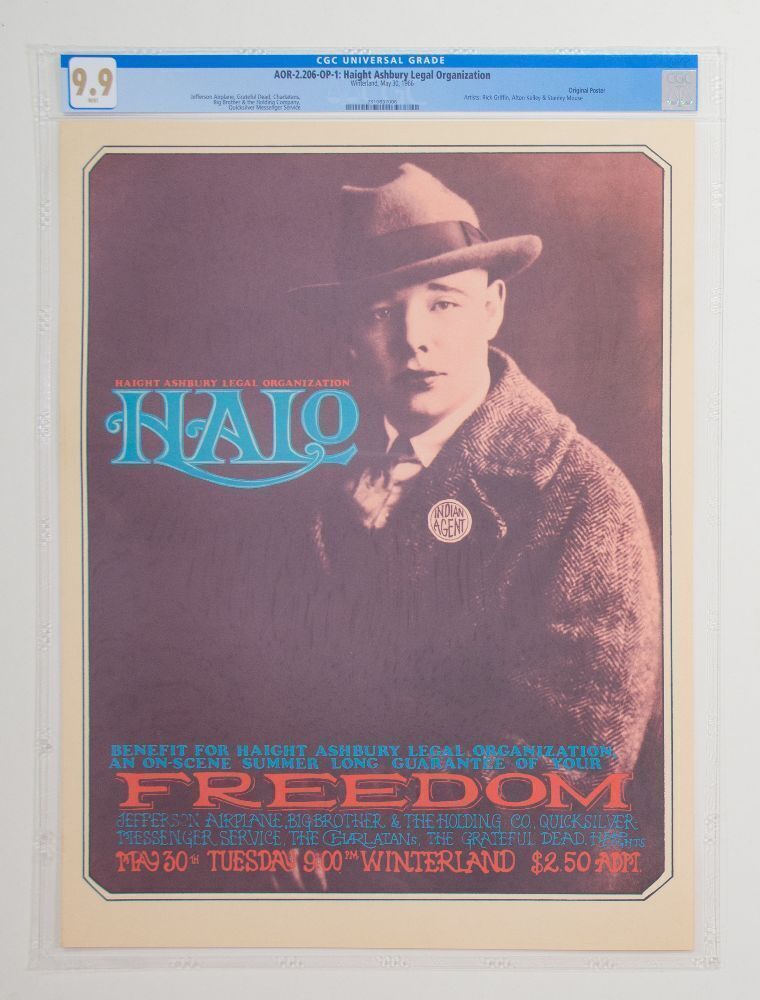 CGC UNIVERSAL GRADE
9.9
MINT
AOR-2.206-OP-1: Haight Ashbury Legal Organization
Winterland, May 30, 1966
Original Poster
Jefferson Airplane, Grateful Dead, Charlatans,
Big Brother & the Holding Company,
Quicksilver Messenger Service
Artists: Rick Griffin, Alton Kelley & Stanley Mouse
CGC
HAIGHT ASHBURY LEGAL ORGANIZATION
HALO
INDIAN
AGENT
BENEFIT FOR HAIGHT ASHBURY LEGAL ORGANIZATION
AN ON-SCENE SUMMER LONG GUARANTEE OF YOUR
FREEDOM
JEFFERSON AIRPLANE, BIG BROTHER & THE HOLDING CO, QUICKSILVER
MESSENGER SERVICE, THE CHARLATANS, THE GRATEFUL DEAD,
MAY 30TH TUESDAY 9:00 PM WINTERLAND $2.50 ADM.